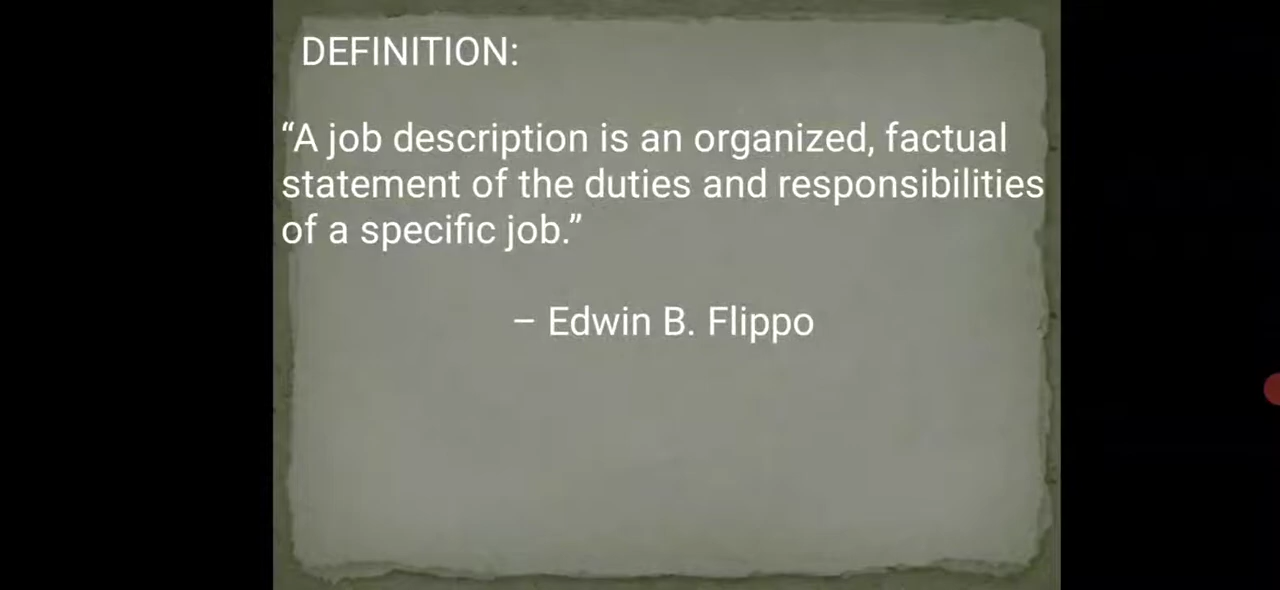 DEFINITION:
“A job description is an organized, factual
statement of the duties and responsibilities
of a specific job.”
– Edwin B. Flippo